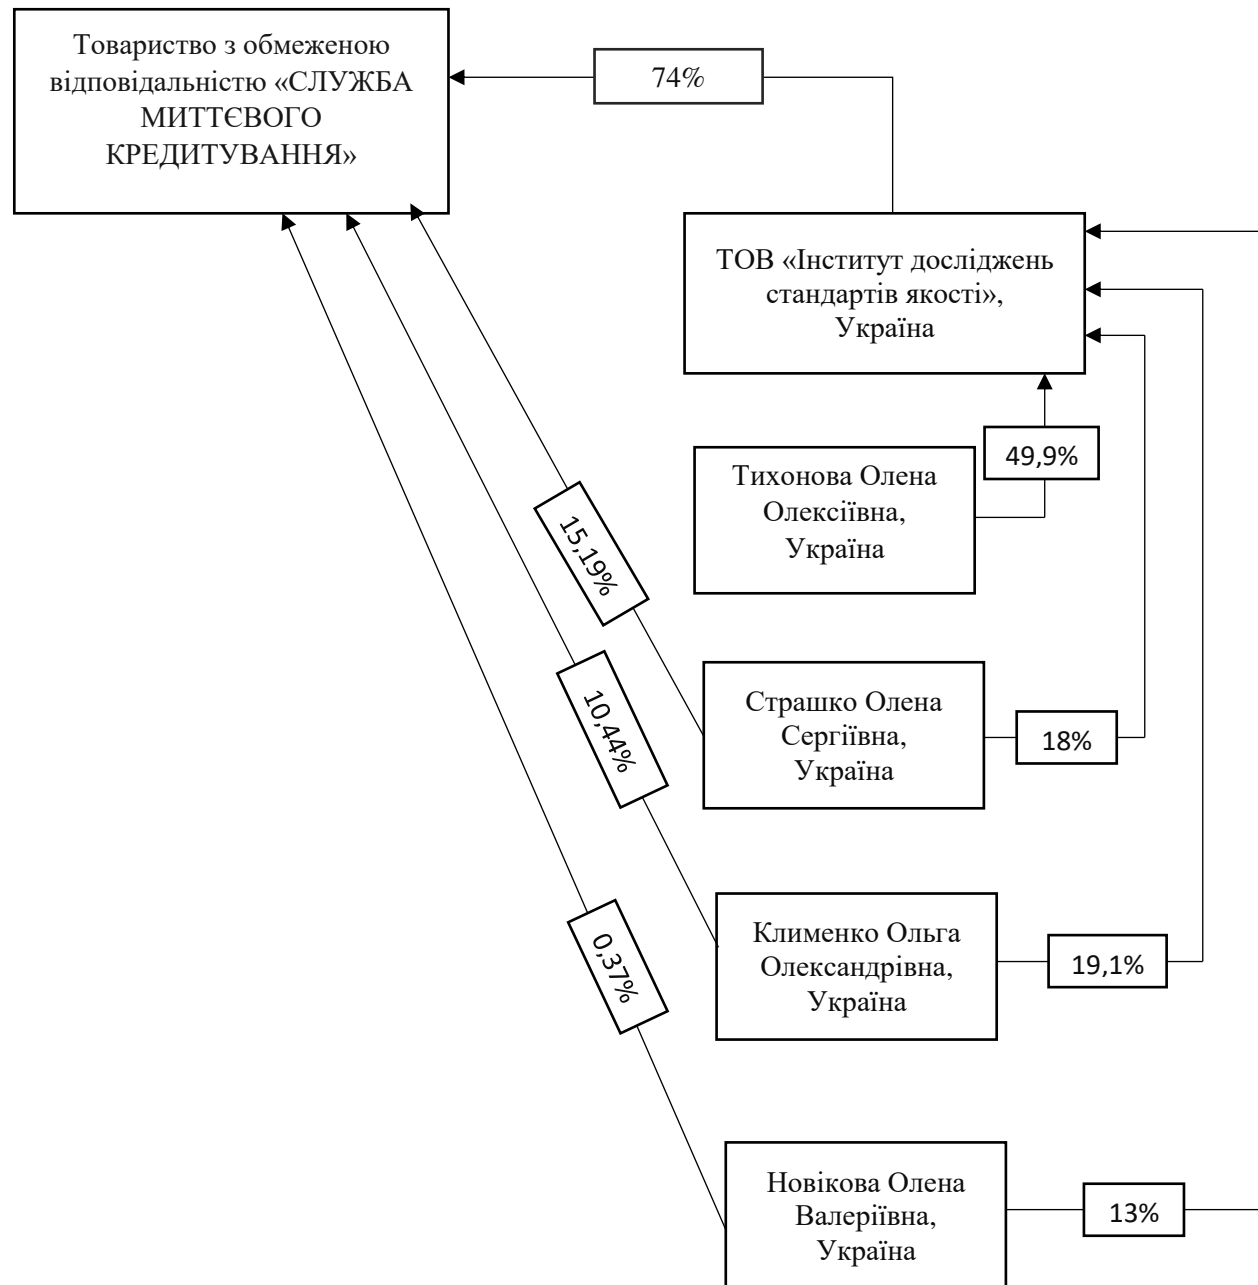 Товариство з обмеженою
відповідальністю «СЛУЖБА
МИТТЄВОГО
КРЕДИТУВАННЯ»
74%
ТОВ «Інститут досліджень
стандартів якості»,
Україна
49,9%
Тихонова Олена
Олексіївна,
Україна
15,19%
Страшко Олена
Сергіївна,
Україна
18%
10,44%
Клименко Ольга
Олександрівна,
Україна
19,1%
0,37%
Новікова Олена
Валеріївна,
Україна
13%